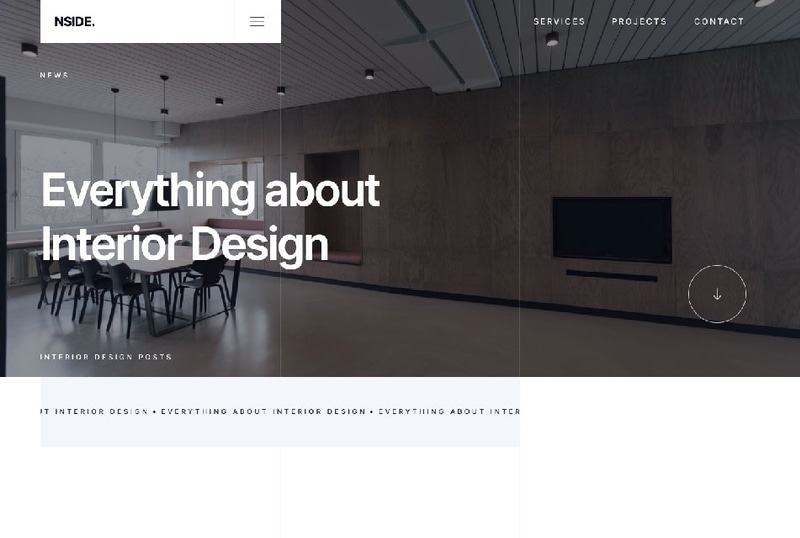 NSIDE.
SERVICES PROJECTS CONTACT
NEWS
Everything about
Interior Design
INTERIOR DESIGN POSTS
UT INTERIOR DESIGN • EVERYTHING ABOUT INTERIOR DESIGN • EVERYTHING ABOUT INTER